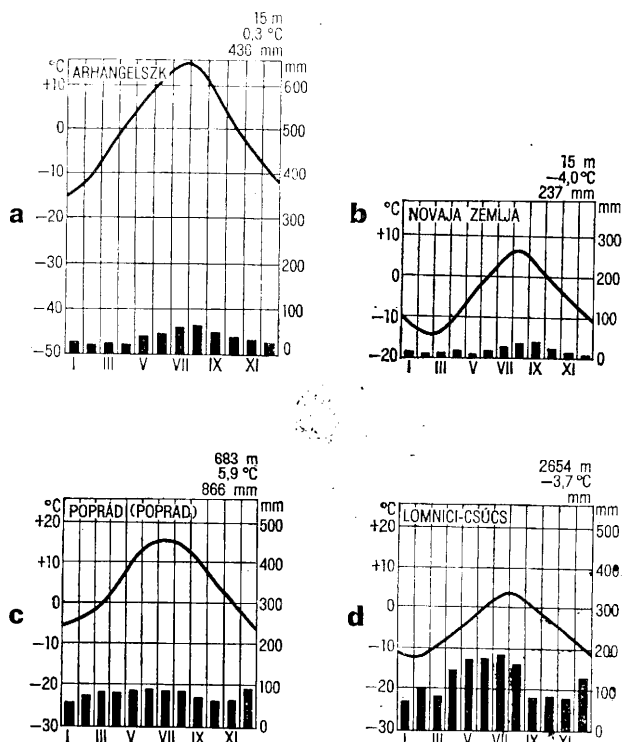 15 m
0,3 °C
436 mm
°C ARHANGELSZK mm
+10 600
0 500
−10 400
−20 300
−30 200
−40 100
−50 0
I III V VII IX XI
a
15 m
−4,0°C
237 mm
°C NOVAJA ZEMLJA mm
+10 300
0 200
−10 100
−20 0
I III V VII IX XI
b
683 m
5,9 °C
866 mm
°C POPRÁD (POPRAD) mm
+20 500
+10 400
0 300
−10 200
−20 100
−30 0
I III V VII IX XI
c
2654 m
−3,7 °C
mm
°C LOMNICI-CSÚCS mm
+20 500
+10 400
0 300
−10 200
−20 100
−30 0
I III V VII IX XI
d